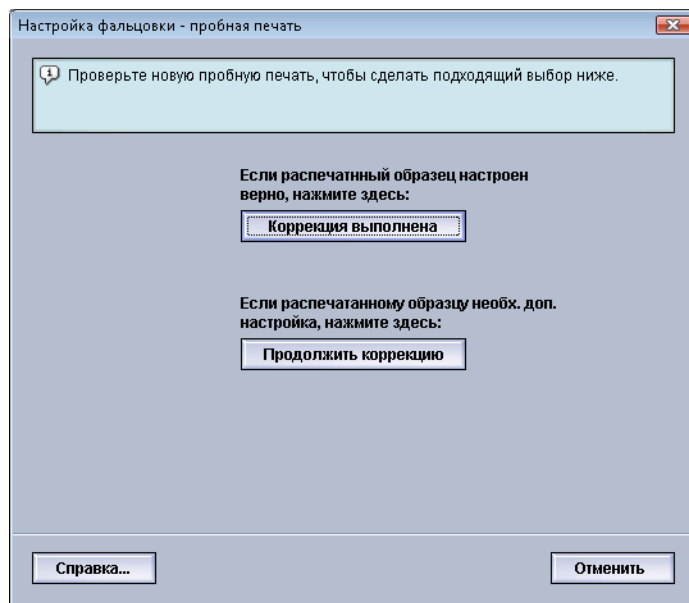 Настройка фальцовки - пробная печать
Проверьте новую пробную печать, чтобы сделать подходящий выбор ниже.
Если распечатнный образец настроен
верно, нажмите здесь:
Коррекция выполнена
Если распечатанному образцу необх. доп.
настройка, нажмите здесь:
Продолжить коррекцию
Справка...
Отменить